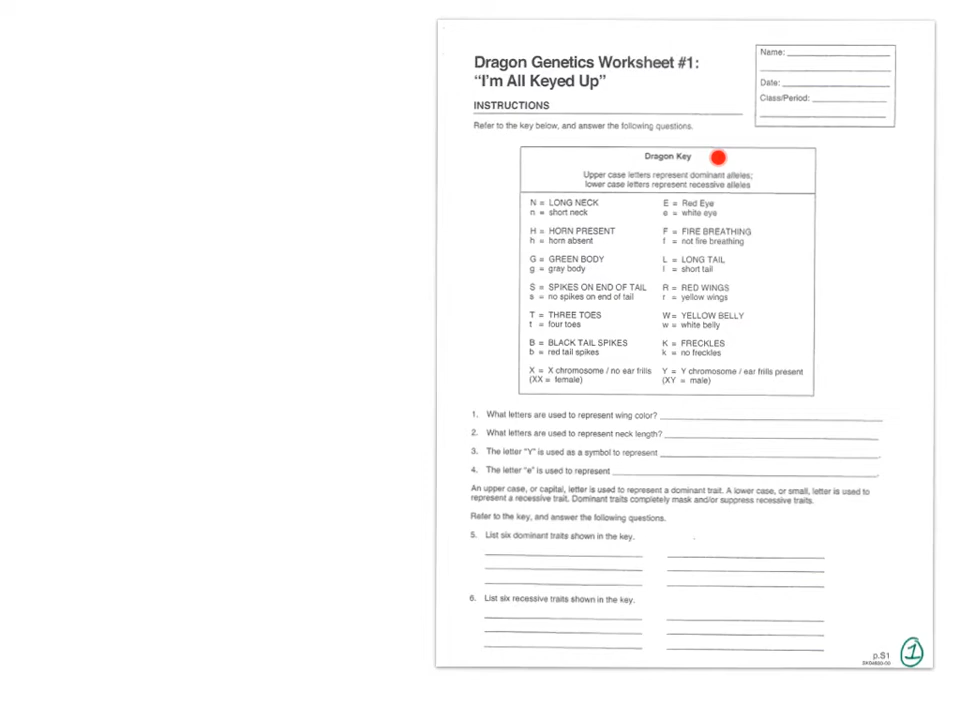 Dragon Genetics Worksheet #1:
"I'm All Keyed Up"
Name:
Date:
Class/Period:
INSTRUCTIONS
Refer to the key below, and answer the following questions.
Dragon Key
Upper case letters represent dominant alleles;
lower case letters represent recessive alleles
N = LONG NECK
n = short neck
E = Red Eye
e = white eye
H = HORN PRESENT
h = horn absent
F = FIRE BREATHING
f = not fire breathing
G = GREEN BODY
g = gray body
L = LONG TAIL
l = short tail
S = SPIKES ON END OF TAIL
s = no spikes on end of tail
R = RED WINGS
r = yellow wings
T = THREE TOES
t = four toes
W = YELLOW BELLY
w = white belly
B = BLACK TAIL SPIKES
b = red tail spikes
K = FRECKLES
k = no freckles
X = X chromosome / no ear frills
(XX = female)
Y = Y chromosome / ear frills present
(XY = male)
1. What letters are used to represent wing color?
2. What letters are used to represent neck length?
3. The letter "Y" is used as a symbol to represent
4. The letter "e" is used to represent
An upper case, or capital, letter is used to represent a dominant trait. A lower case, or small, letter is used to
represent a recessive trait. Dominant traits completely mask and/or suppress recessive traits.
Refer to the key, and answer the following questions.
5. List six dominant traits shown in the key.
6. List six recessive traits shown in the key.
p.S1
1